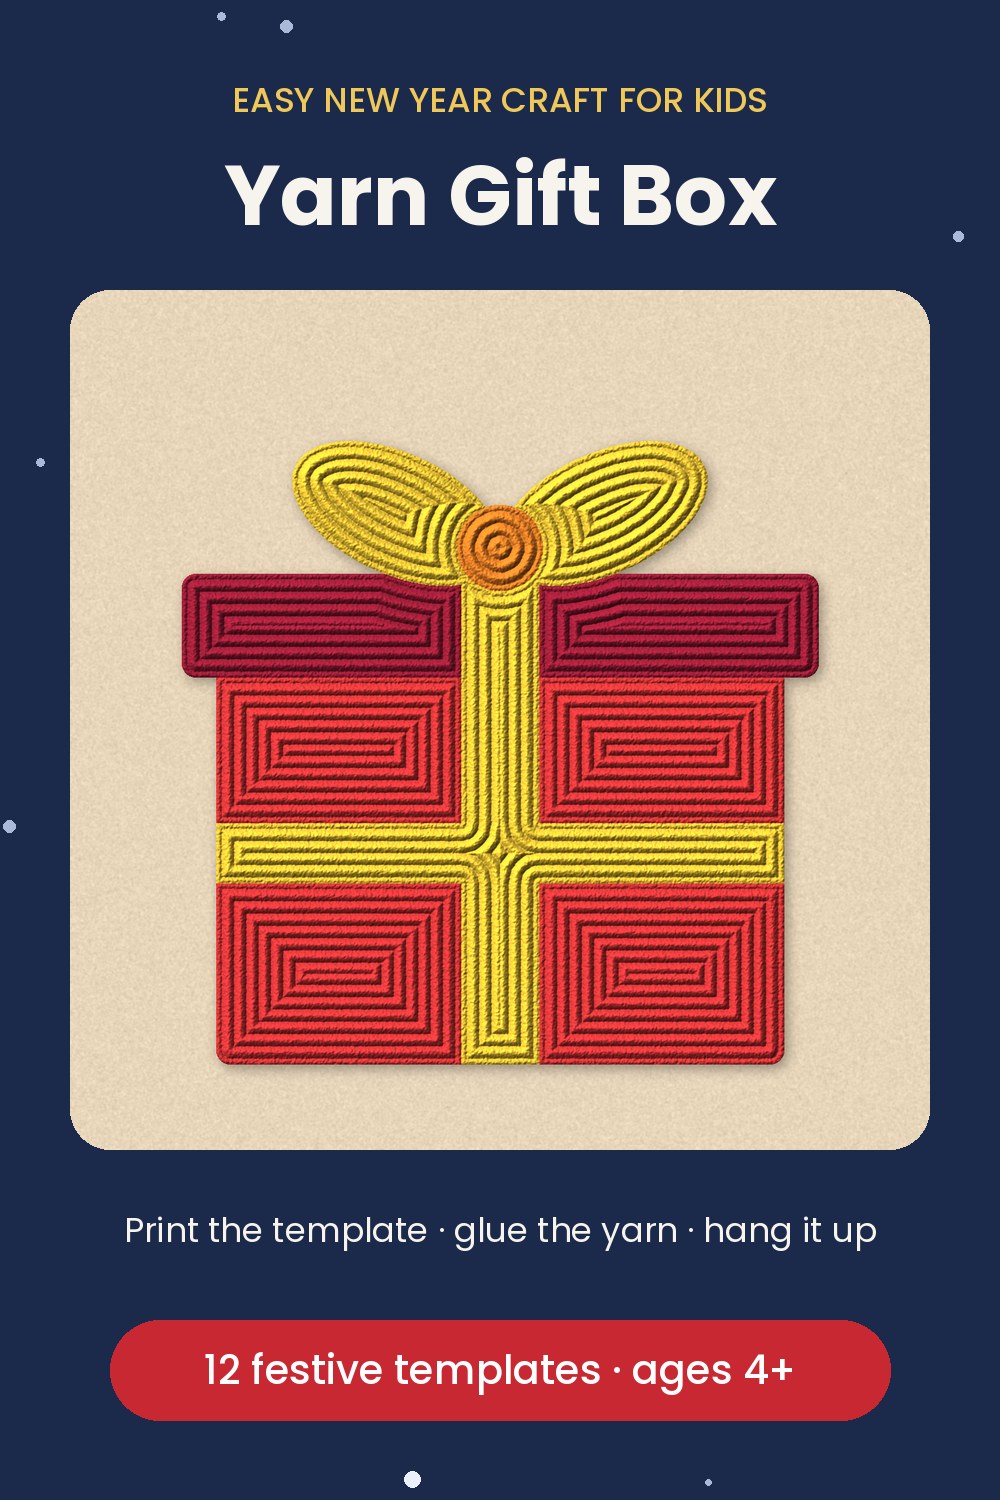 EASY NEW YEAR CRAFT FOR KIDS
Yarn Gift Box
Print the template · glue the yarn · hang it up
12 festive templates · ages 4+